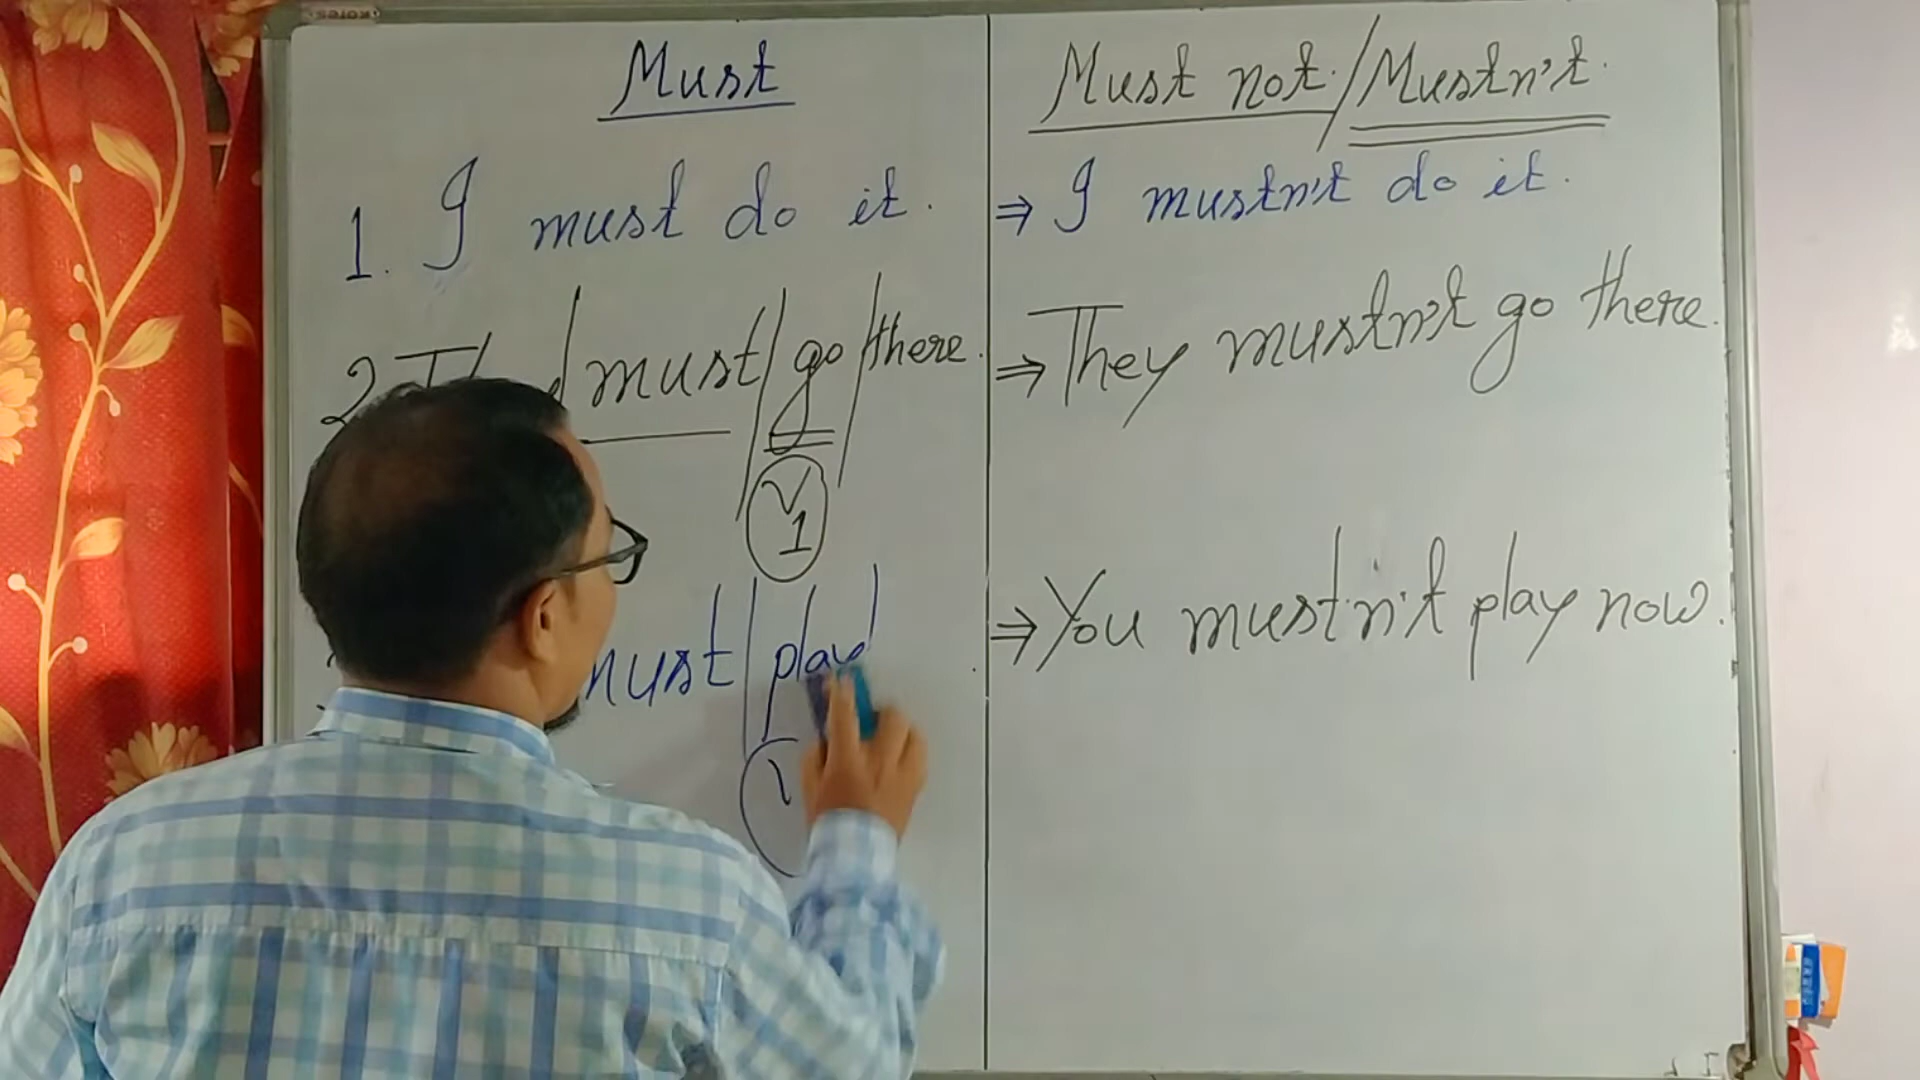 Must
Must not/Mustn't.
1. I must do it. ⇒ I mustn't do it.
2. must go there. ⇒ They mustn't go there.
V1
must play ⇒ You mustn't play now.